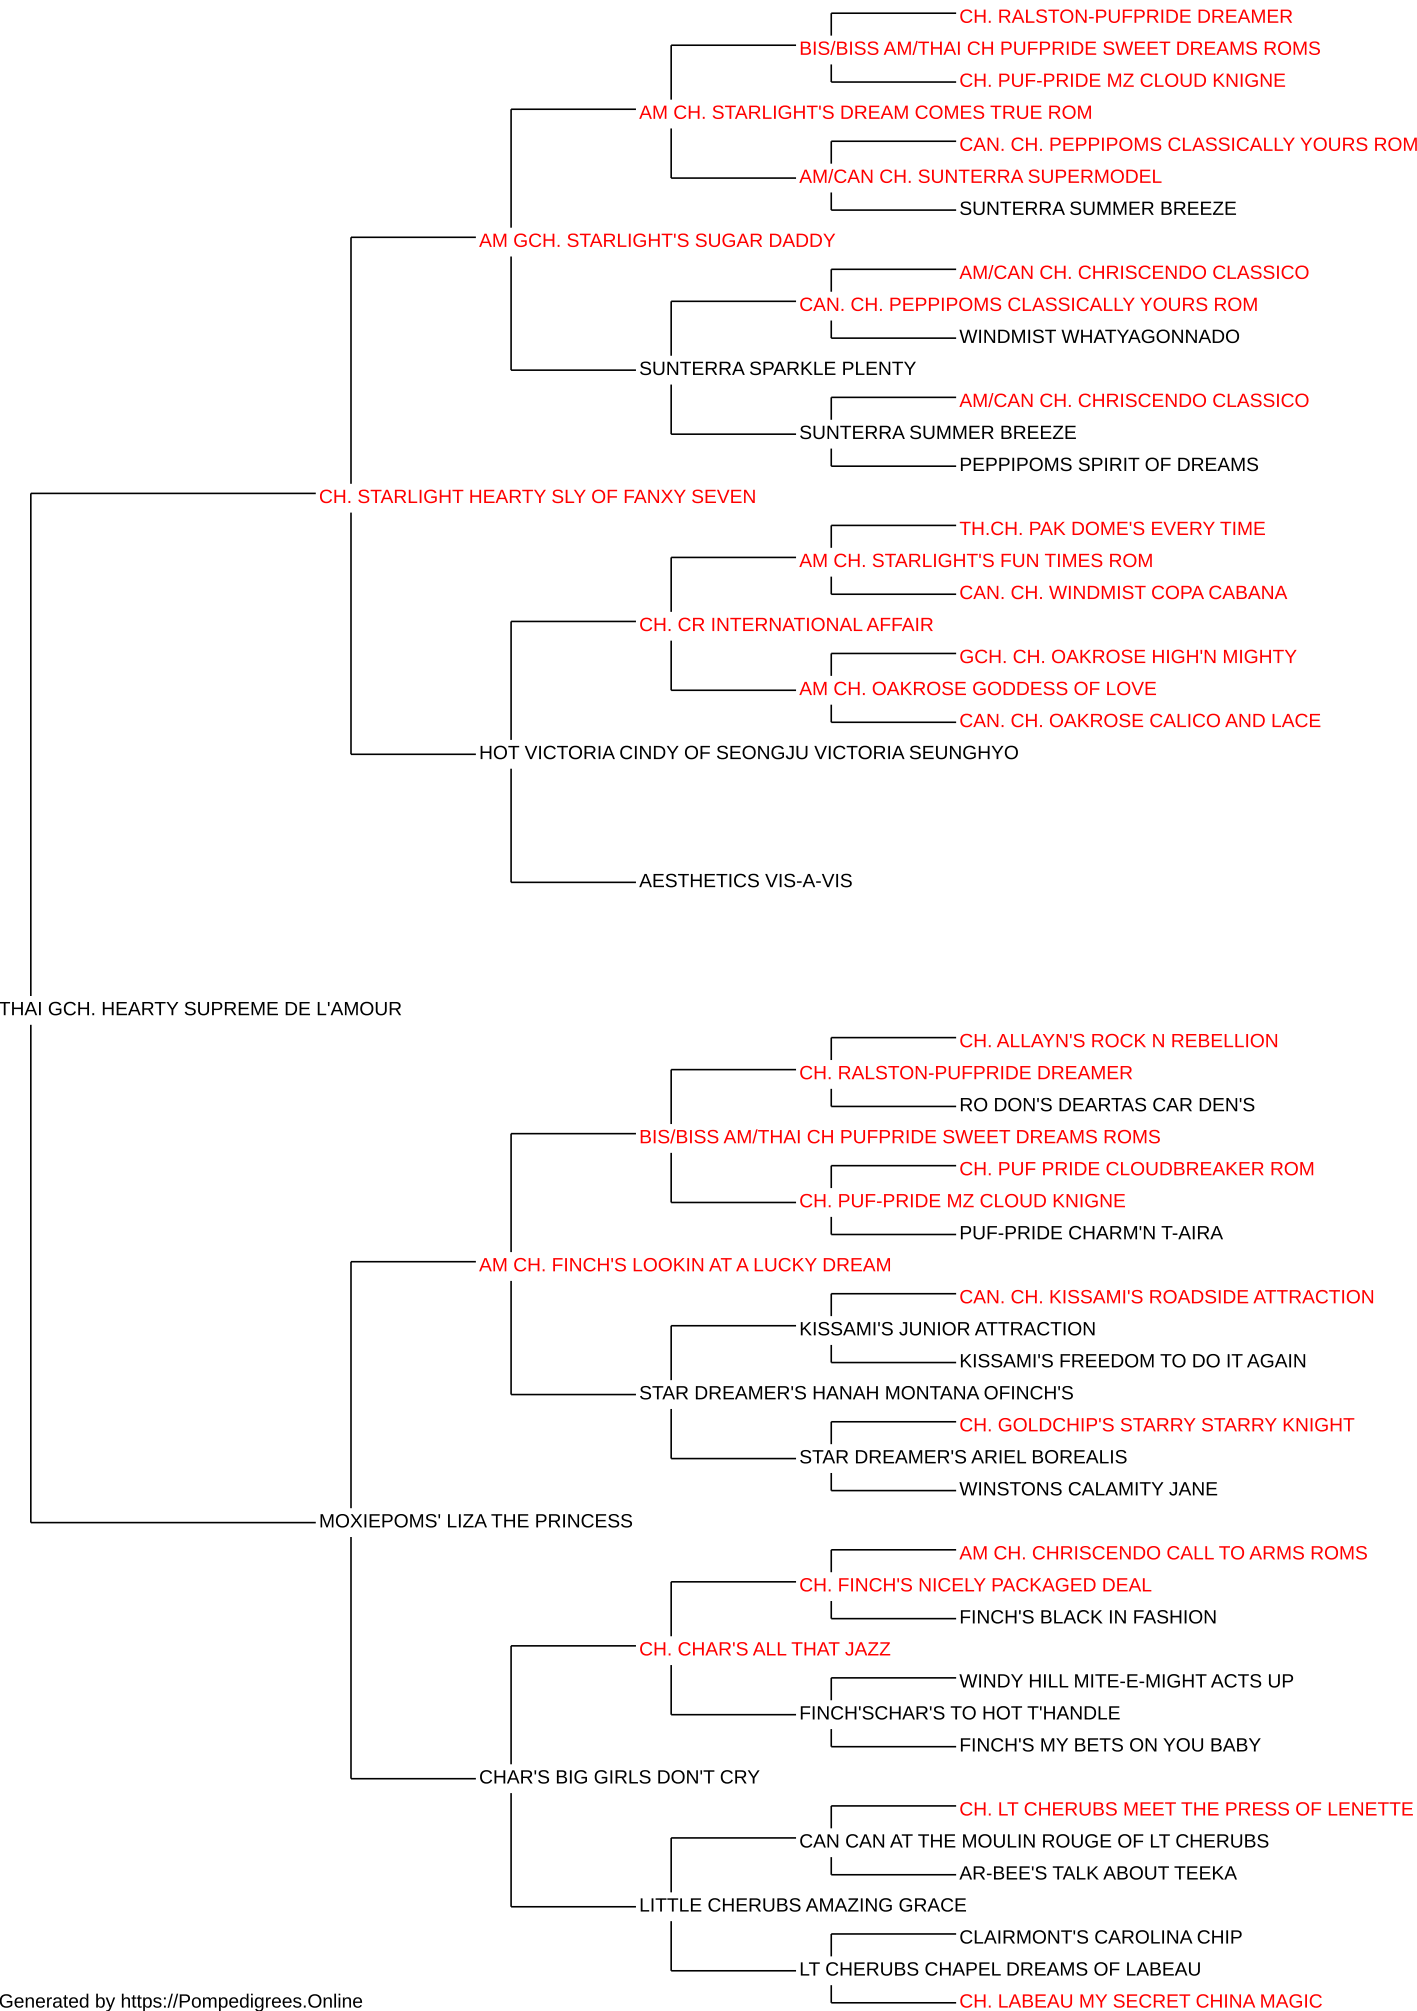 CH. RALSTON-PUFPRIDE DREAMER
BIS/BISS AM/THAI CH PUFPRIDE SWEET DREAMS ROMS
CH. PUF-PRIDE MZ CLOUD KNIGNE
AM CH. STARLIGHT'S DREAM COMES TRUE ROM
CAN. CH. PEPPIPOMS CLASSICALLY YOURS ROM
AM/CAN CH. SUNTERRA SUPERMODEL
SUNTERRA SUMMER BREEZE
AM GCH. STARLIGHT'S SUGAR DADDY
AM/CAN CH. CHRISCENDO CLASSICO
CAN. CH. PEPPIPOMS CLASSICALLY YOURS ROM
WINDMIST WHATYAGONNADO
SUNTERRA SPARKLE PLENTY
AM/CAN CH. CHRISCENDO CLASSICO
SUNTERRA SUMMER BREEZE
PEPPIPOMS SPIRIT OF DREAMS
CH. STARLIGHT HEARTY SLY OF FANXY SEVEN
TH.CH. PAK DOME'S EVERY TIME
AM CH. STARLIGHT'S FUN TIMES ROM
CAN. CH. WINDMIST COPA CABANA
CH. CR INTERNATIONAL AFFAIR
GCH. CH. OAKROSE HIGH'N MIGHTY
AM CH. OAKROSE GODDESS OF LOVE
CAN. CH. OAKROSE CALICO AND LACE
HOT VICTORIA CINDY OF SEONGJU VICTORIA SEUNGHYO
AESTHETICS VIS-A-VIS
THAI GCH. HEARTY SUPREME DE L'AMOUR
CH. ALLAYN'S ROCK N REBELLION
CH. RALSTON-PUFPRIDE DREAMER
RO DON'S DEARTAS CAR DEN'S
BIS/BISS AM/THAI CH PUFPRIDE SWEET DREAMS ROMS
CH. PUF PRIDE CLOUDBREAKER ROM
CH. PUF-PRIDE MZ CLOUD KNIGNE
PUF-PRIDE CHARM'N T-AIRA
AM CH. FINCH'S LOOKIN AT A LUCKY DREAM
CAN. CH. KISSAMI'S ROADSIDE ATTRACTION
KISSAMI'S JUNIOR ATTRACTION
KISSAMI'S FREEDOM TO DO IT AGAIN
STAR DREAMER'S HANAH MONTANA OFINCH'S
CH. GOLDCHIP'S STARRY STARRY KNIGHT
STAR DREAMER'S ARIEL BOREALIS
WINSTONS CALAMITY JANE
MOXIEPOMS' LIZA THE PRINCESS
AM CH. CHRISCENDO CALL TO ARMS ROMS
CH. FINCH'S NICELY PACKAGED DEAL
FINCH'S BLACK IN FASHION
CH. CHAR'S ALL THAT JAZZ
WINDY HILL MITE-E-MIGHT ACTS UP
FINCH'SCHAR'S TO HOT T'HANDLE
FINCH'S MY BETS ON YOU BABY
CHAR'S BIG GIRLS DON'T CRY
CH. LT CHERUBS MEET THE PRESS OF LENETTE
CAN CAN AT THE MOULIN ROUGE OF LT CHERUBS
AR-BEE'S TALK ABOUT TEEKA
LITTLE CHERUBS AMAZING GRACE
CLAIRMONT'S CAROLINA CHIP
LT CHERUBS CHAPEL DREAMS OF LABEAU
CH. LABEAU MY SECRET CHINA MAGIC
Generated by https://Pompedigrees.Online